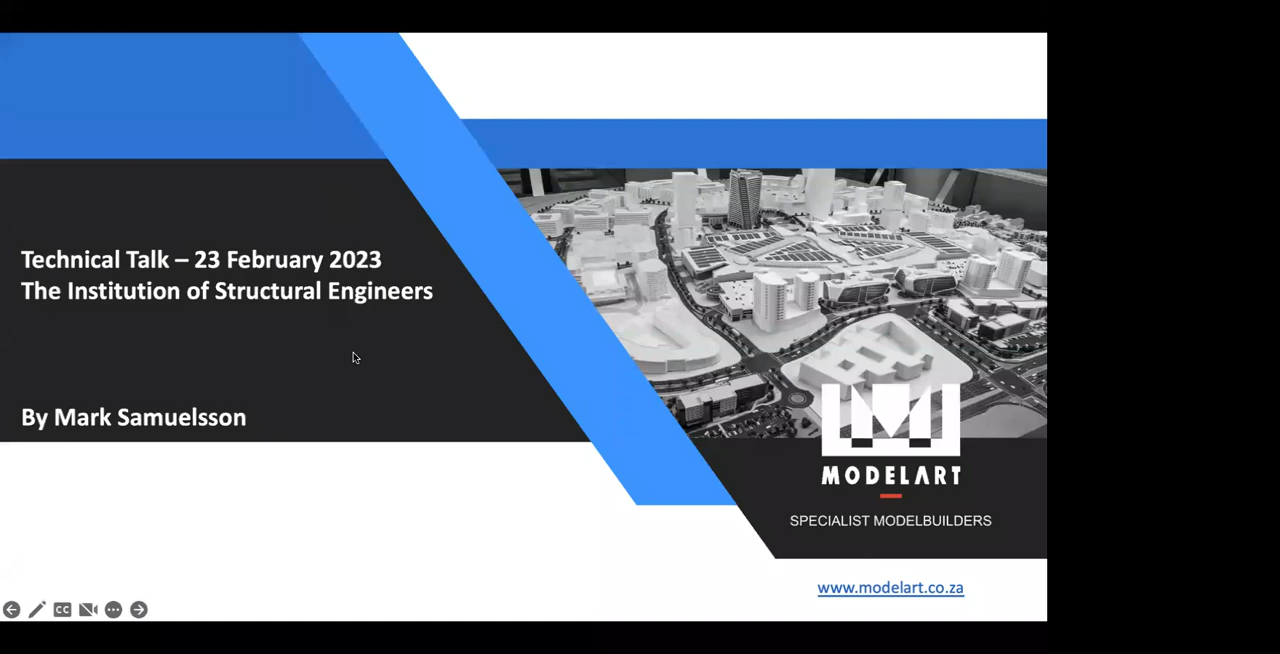 Technical Talk – 23 February 2023
The Institution of Structural Engineers
By Mark Samuelsson
MODELART
SPECIALIST MODELBUILDERS
www.modelart.co.za
CC